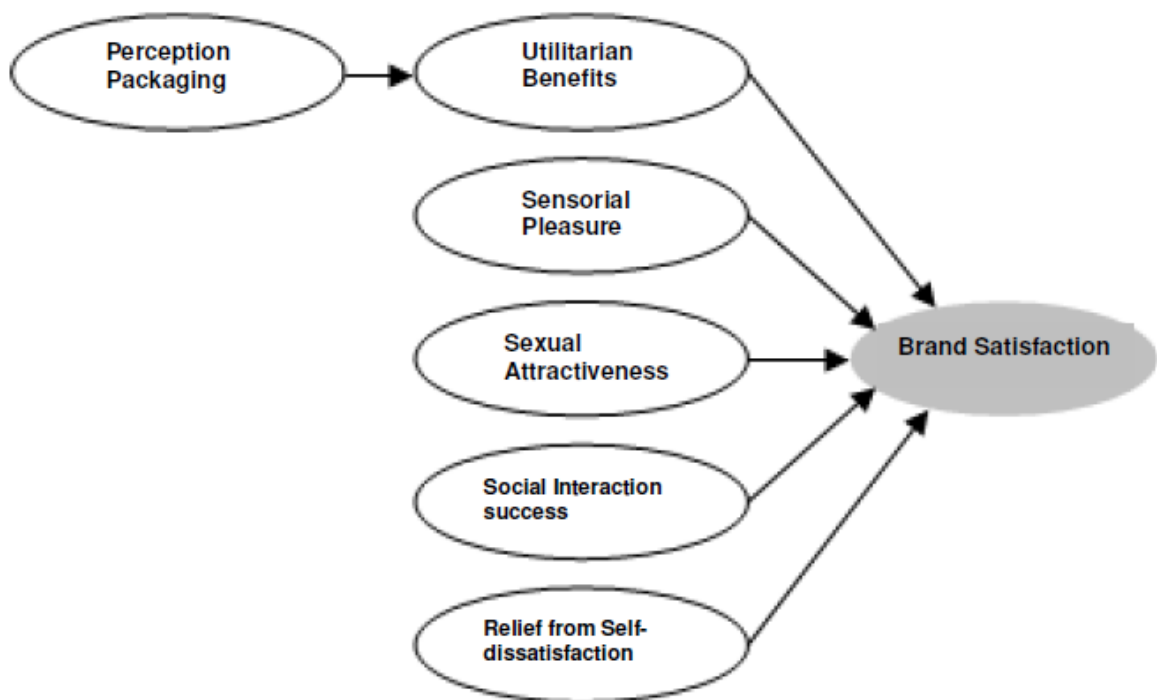 Perception
Packaging
Utilitarian
Benefits
Sensorial
Pleasure
Sexual
Attractiveness
Brand Satisfaction
Social Interaction
success
Relief from Self-
dissatisfaction